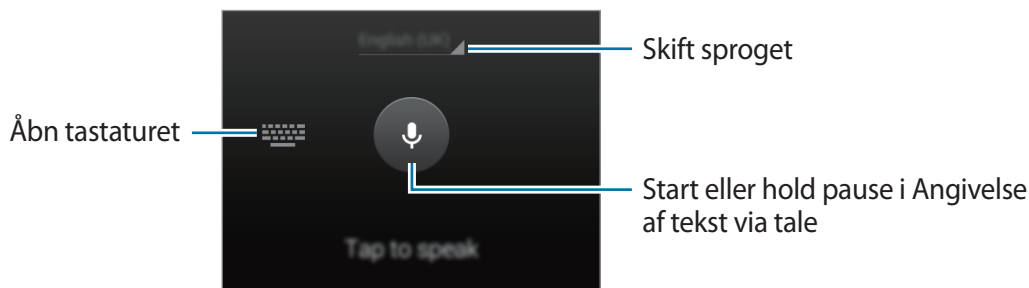 English (UK)
Skift sproget
Åbn tastaturet
Start eller hold pause i Angivelse
af tekst via tale
Tap to speak